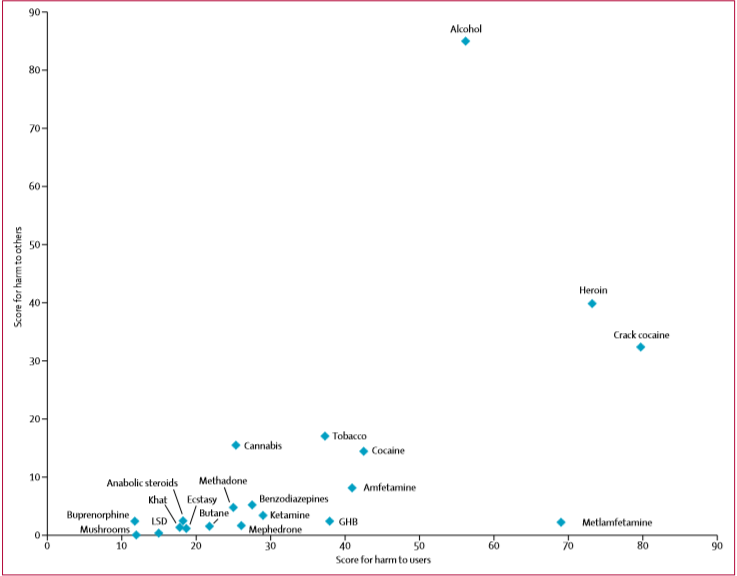 90
Alcohol
80
70
60
50
Score for harm to others
Heroin
40
Crack cocaine
30
20
Tobacco
Cannabis
Cocaine
10
Anabolic steroids
Methadone
Amfetamine
Khat
Ecstasy
Benzodiazepines
Buprenorphine
LSD
Butane
Ketamine
GHB
Metlamfetamine
Mushrooms
Mephedrone
0
0 10 20 30 40 50 60 70 80 90
Score for harm to users